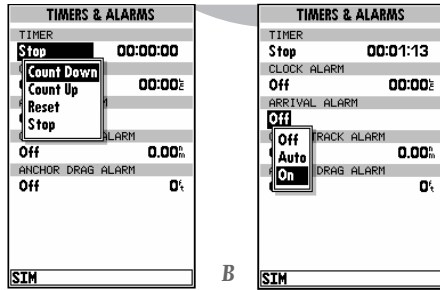 TIMERS & ALARMS
TIMER
Stop 00:00:00
Count Down
Count Up
Reset
Stop
00:00
ALARM
Off 0.00
ANCHOR DRAG ALARM
Off 0
SIM
B
TIMERS & ALARMS
TIMER
Stop 00:01:13
CLOCK ALARM
Off 00:00
ARRIVAL ALARM
Off
Off
Auto
On
TRACK ALARM
0.00
DRAG ALARM
0
SIM